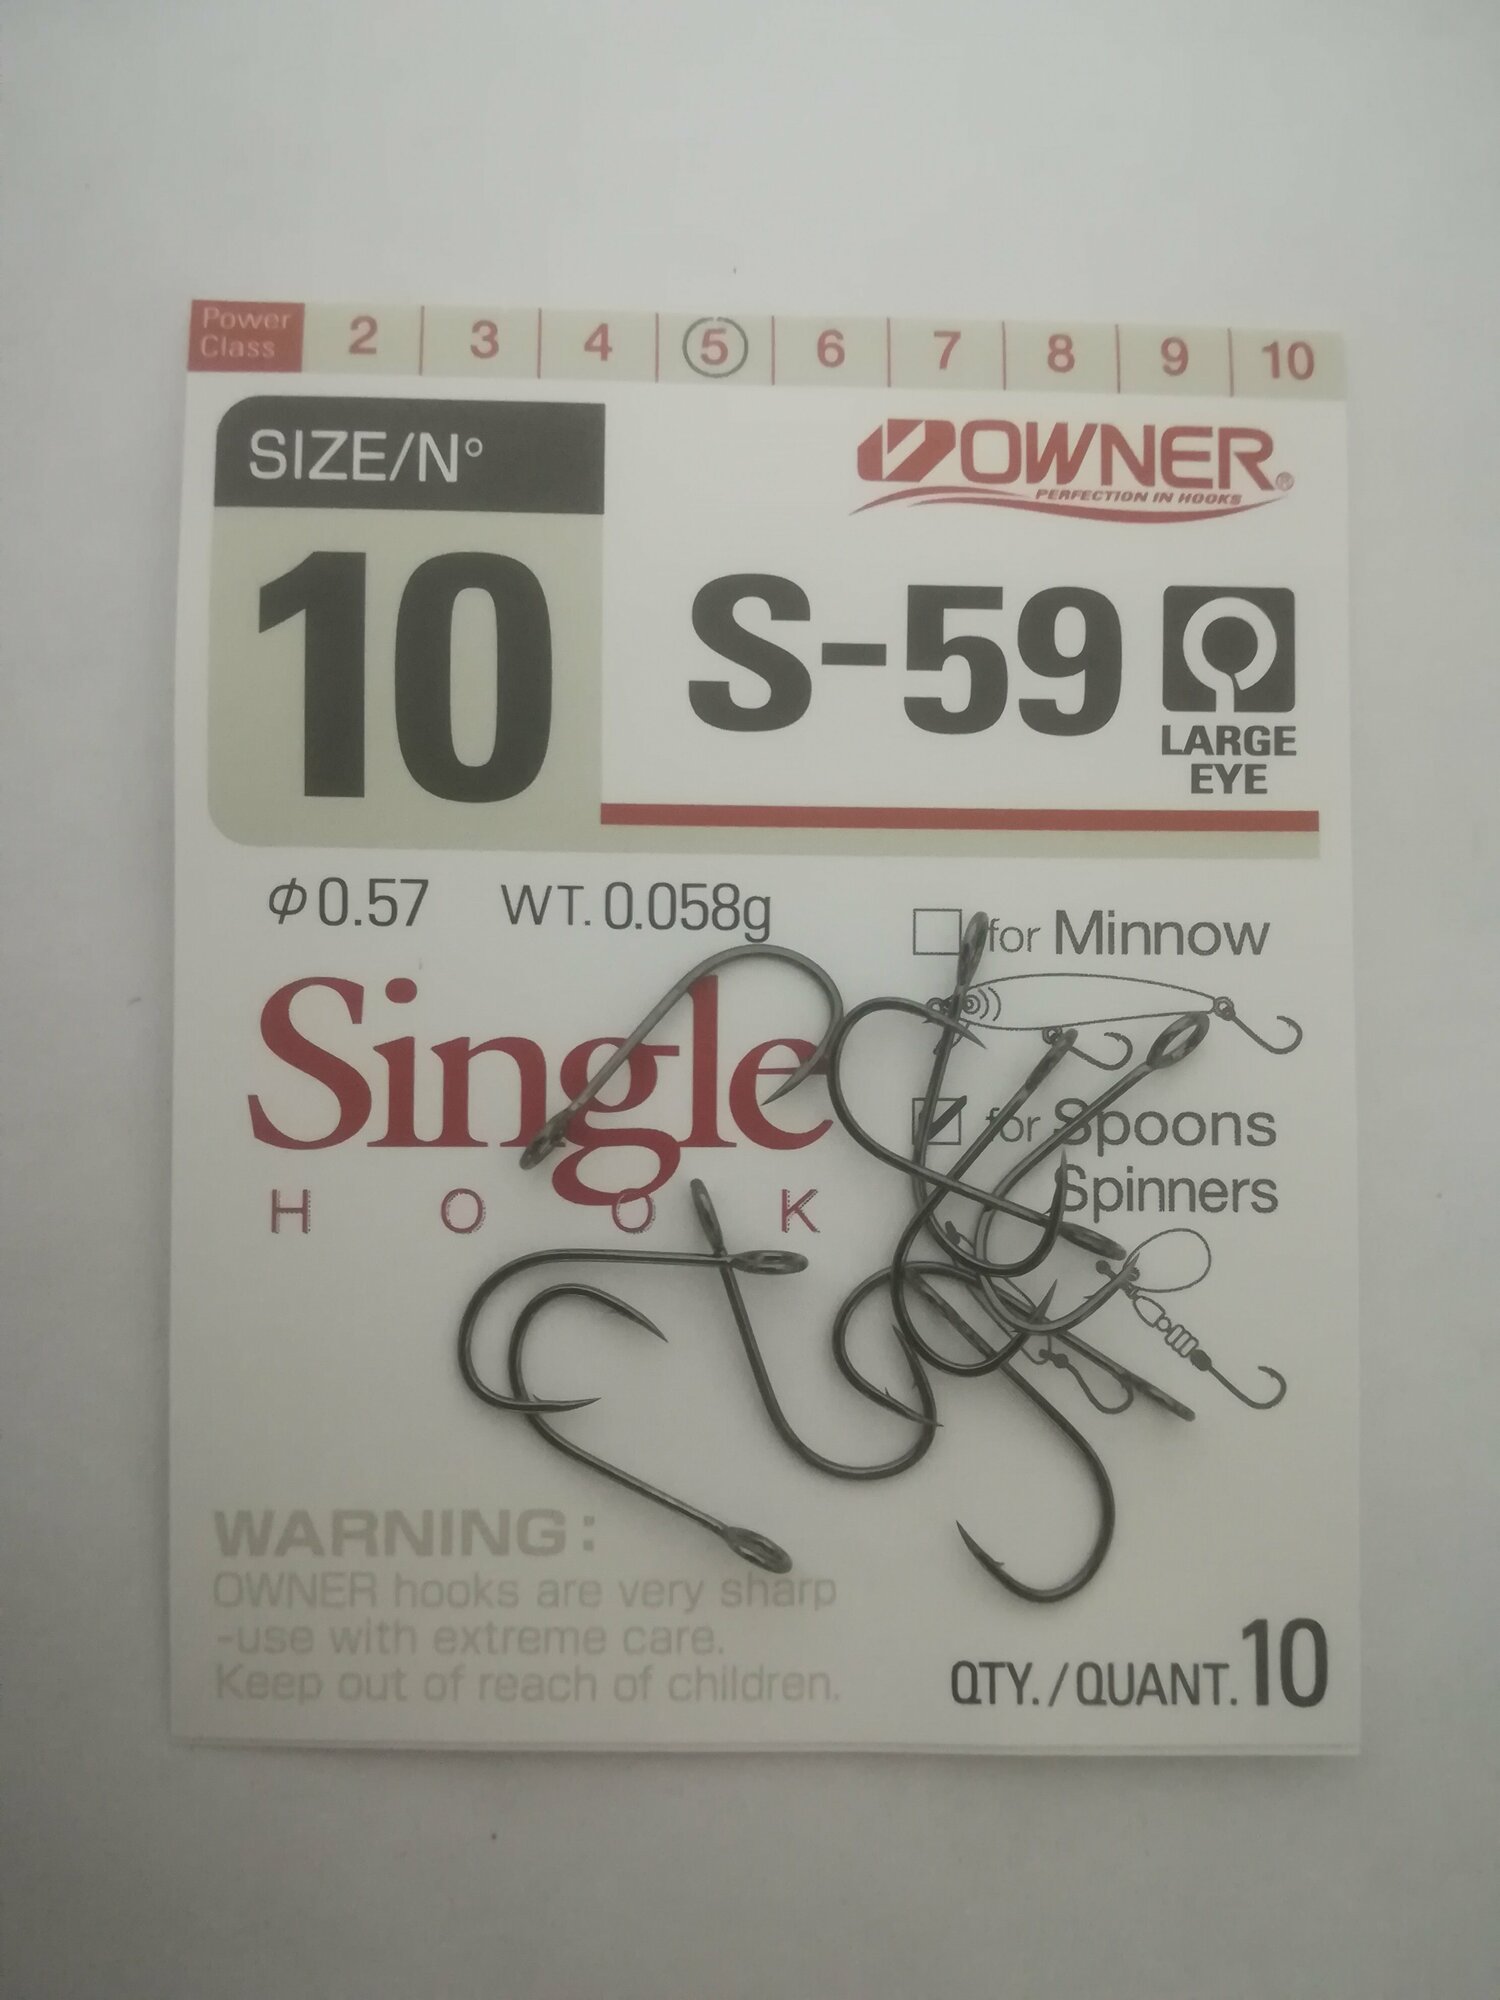 Power Class 2 3 4 5 6 7 8 9 10
SIZE/Nº
10
OWNER®
PERFECTION IN HOOKS
S-59
LARGE
EYE
Φ0.57 WT. 0.058g
for Minnow
Single
HOOK
for Spoons
Spinners
WARNING:
OWNER hooks are very sharp
-use with extreme care.
Keep out of reach of children.
QTY./QUANT.10